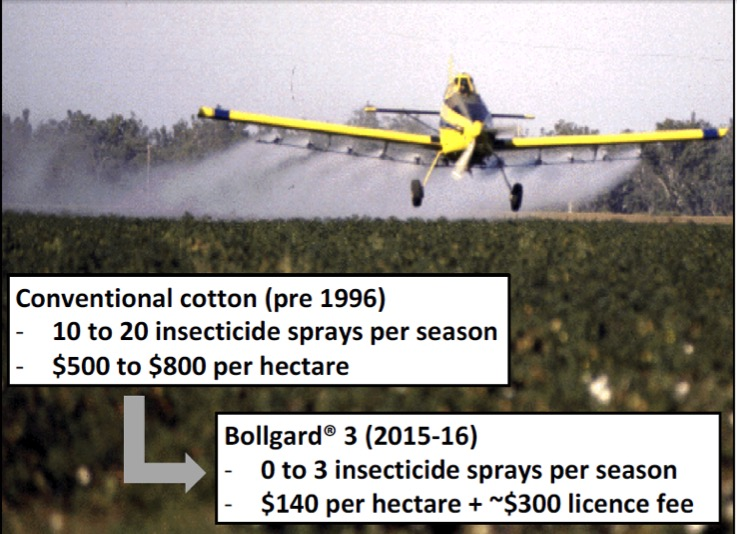 Conventional cotton (pre 1996)
- 10 to 20 insecticide sprays per season
- $500 to $800 per hectare
Bollgard® 3 (2015-16)
- 0 to 3 insecticide sprays per season
- $140 per hectare + ~$300 licence fee